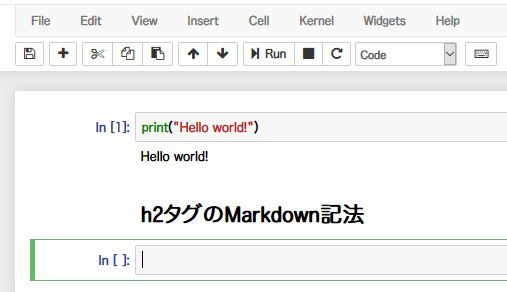 File Edit View Insert Cell Kernel Widgets Help
Run Code
In [1]: print("Hello world!")
Hello world!
h2タグのMarkdown記法
In [ ]: